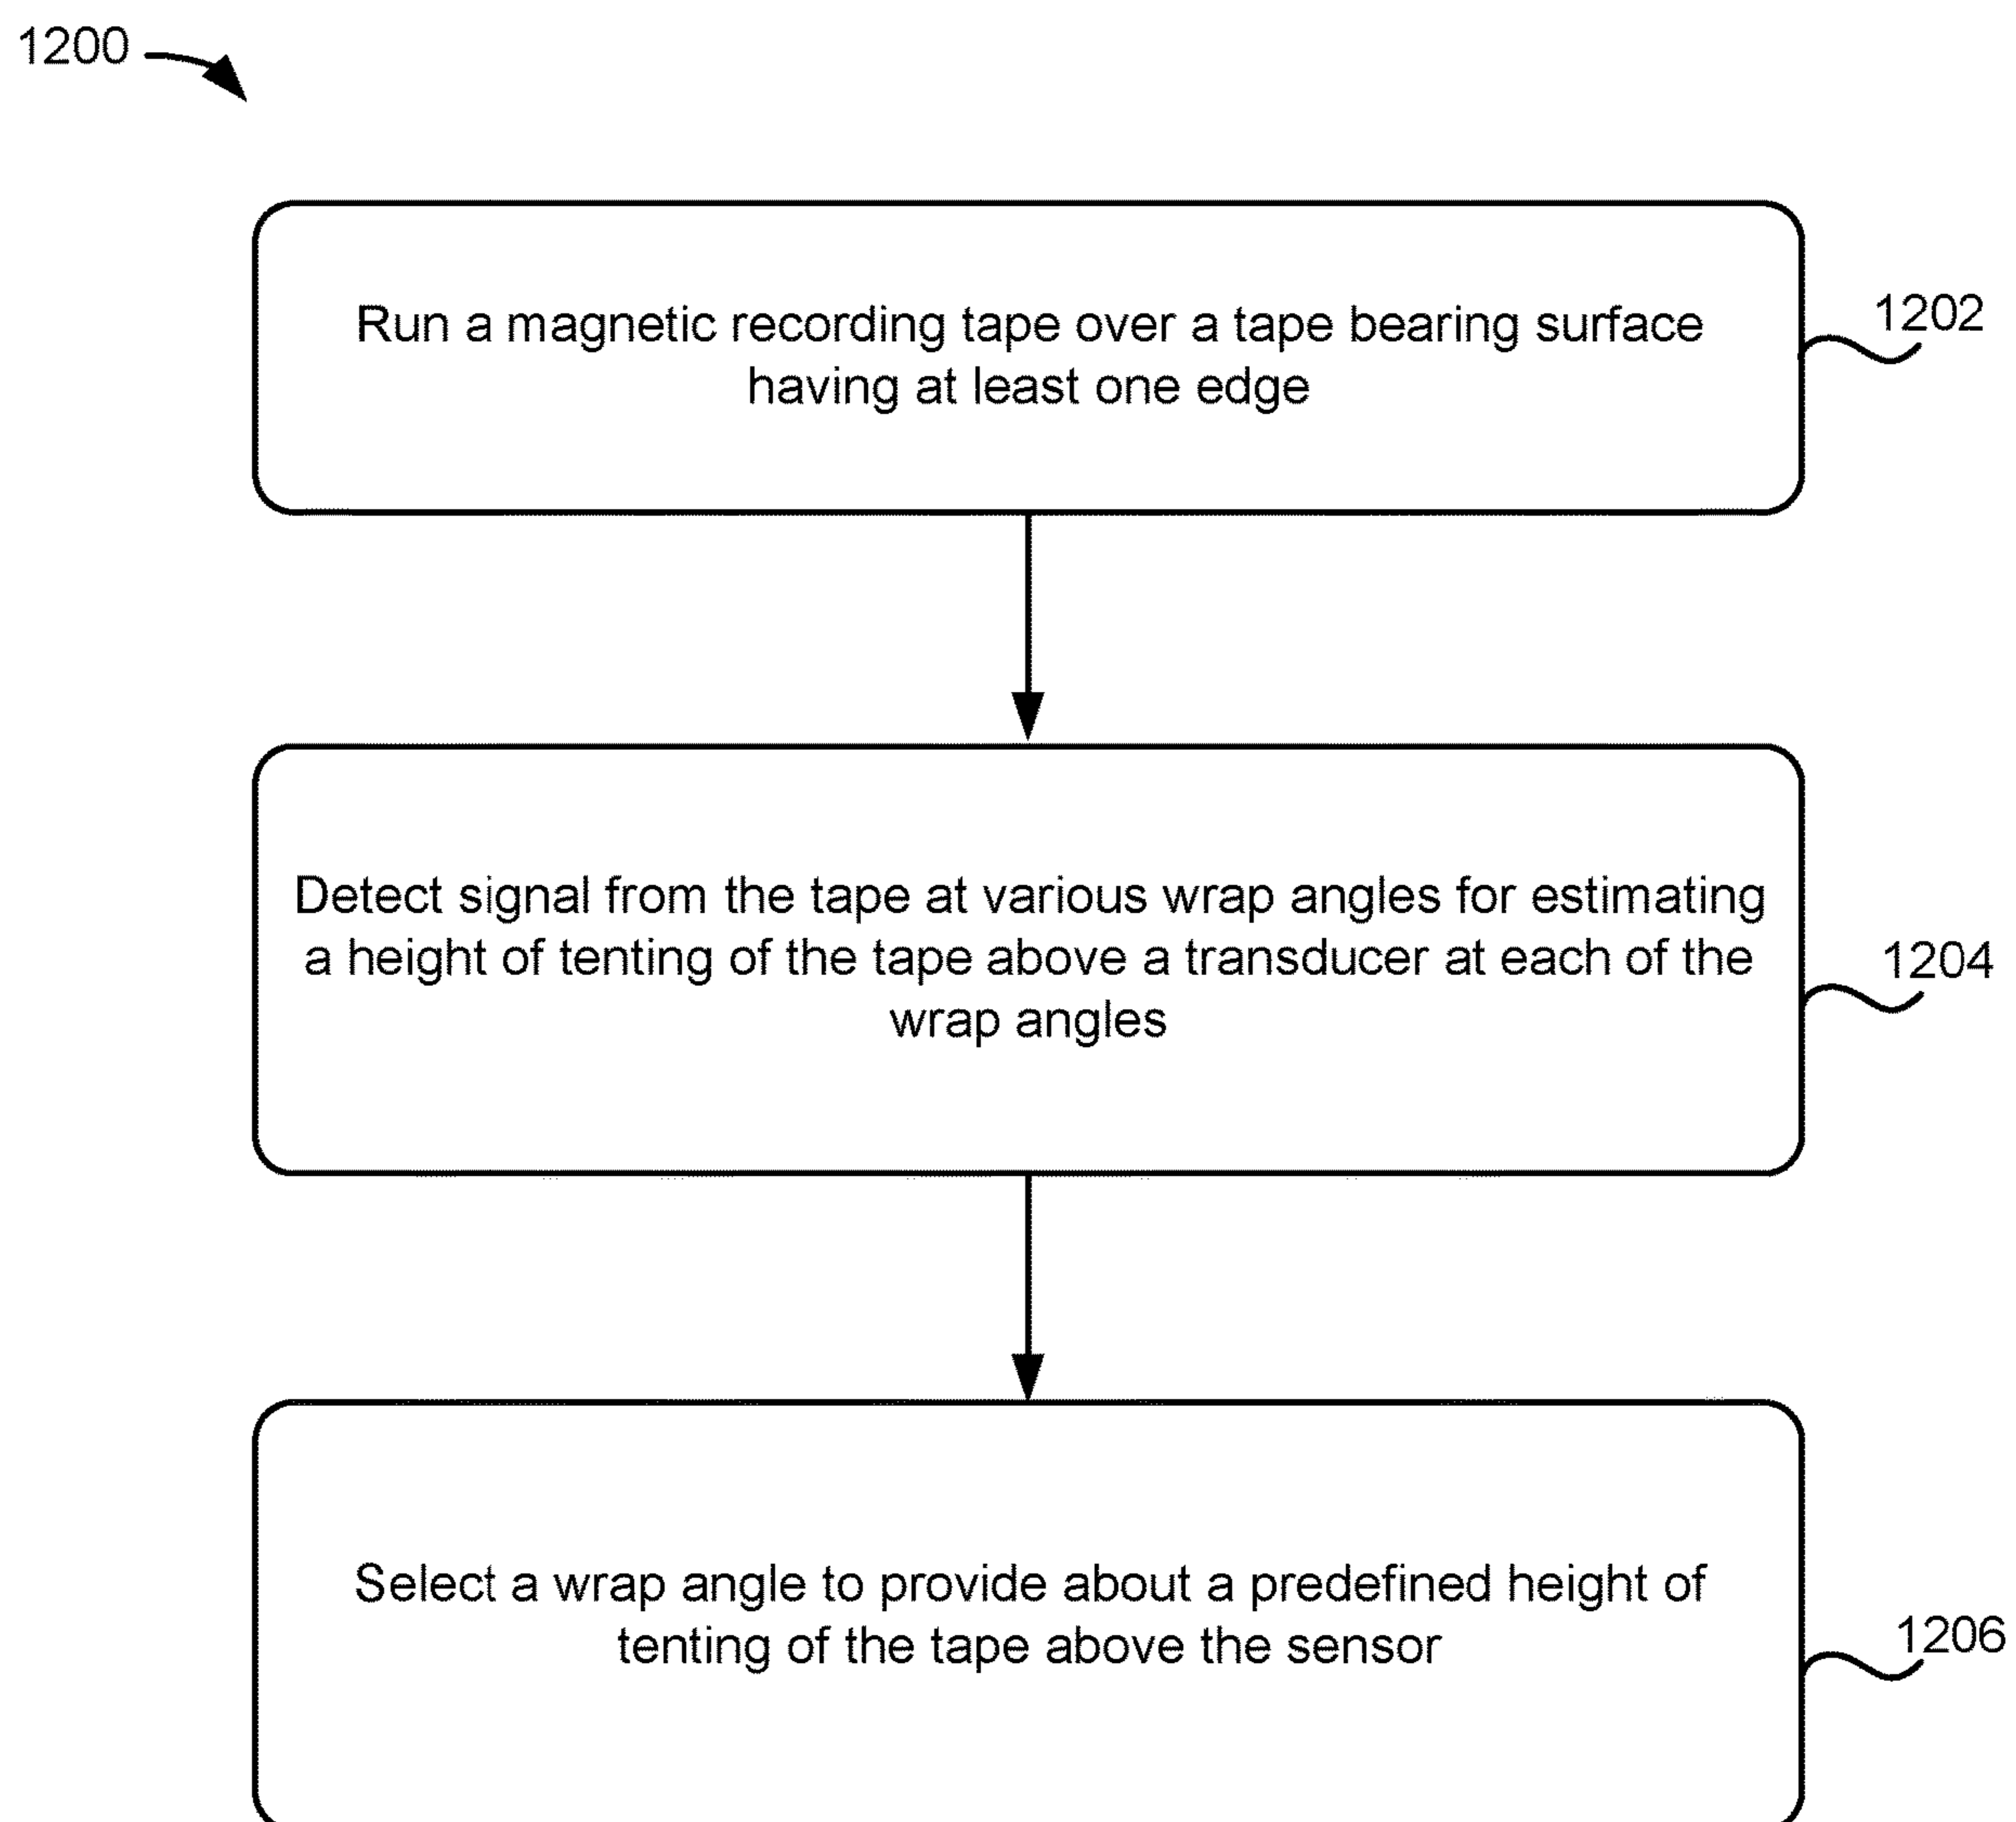 1200
Run a magnetic recording tape over a tape bearing surface
having at least one edge
1202
Detect signal from the tape at various wrap angles for estimating
a height of tenting of the tape above a transducer at each of the
wrap angles
1204
Select a wrap angle to provide about a predefined height of
tenting of the tape above the sensor
1206